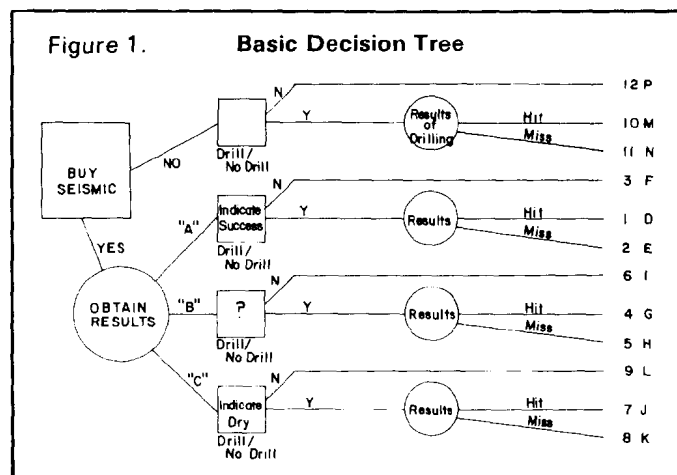 Figure 1. Basic Decision Tree
N
12 P
Y
Results
of
Drilling
Hit
10 M
Miss
11 N
BUY
SEISMIC
NO
Drill/
No Drill
N
3 F
"A"
Indicate
Success
Y
Results
Hit
1 D
Miss
2 E
Drill/
No Drill
YES
N
6 I
OBTAIN
RESULTS
"B"
?
Y
Results
Hit
4 G
Miss
5 H
Drill/
No Drill
N
9 L
"C"
Indicate
Dry
Y
Results
Hit
7 J
Miss
8 K
Drill/
No Drill